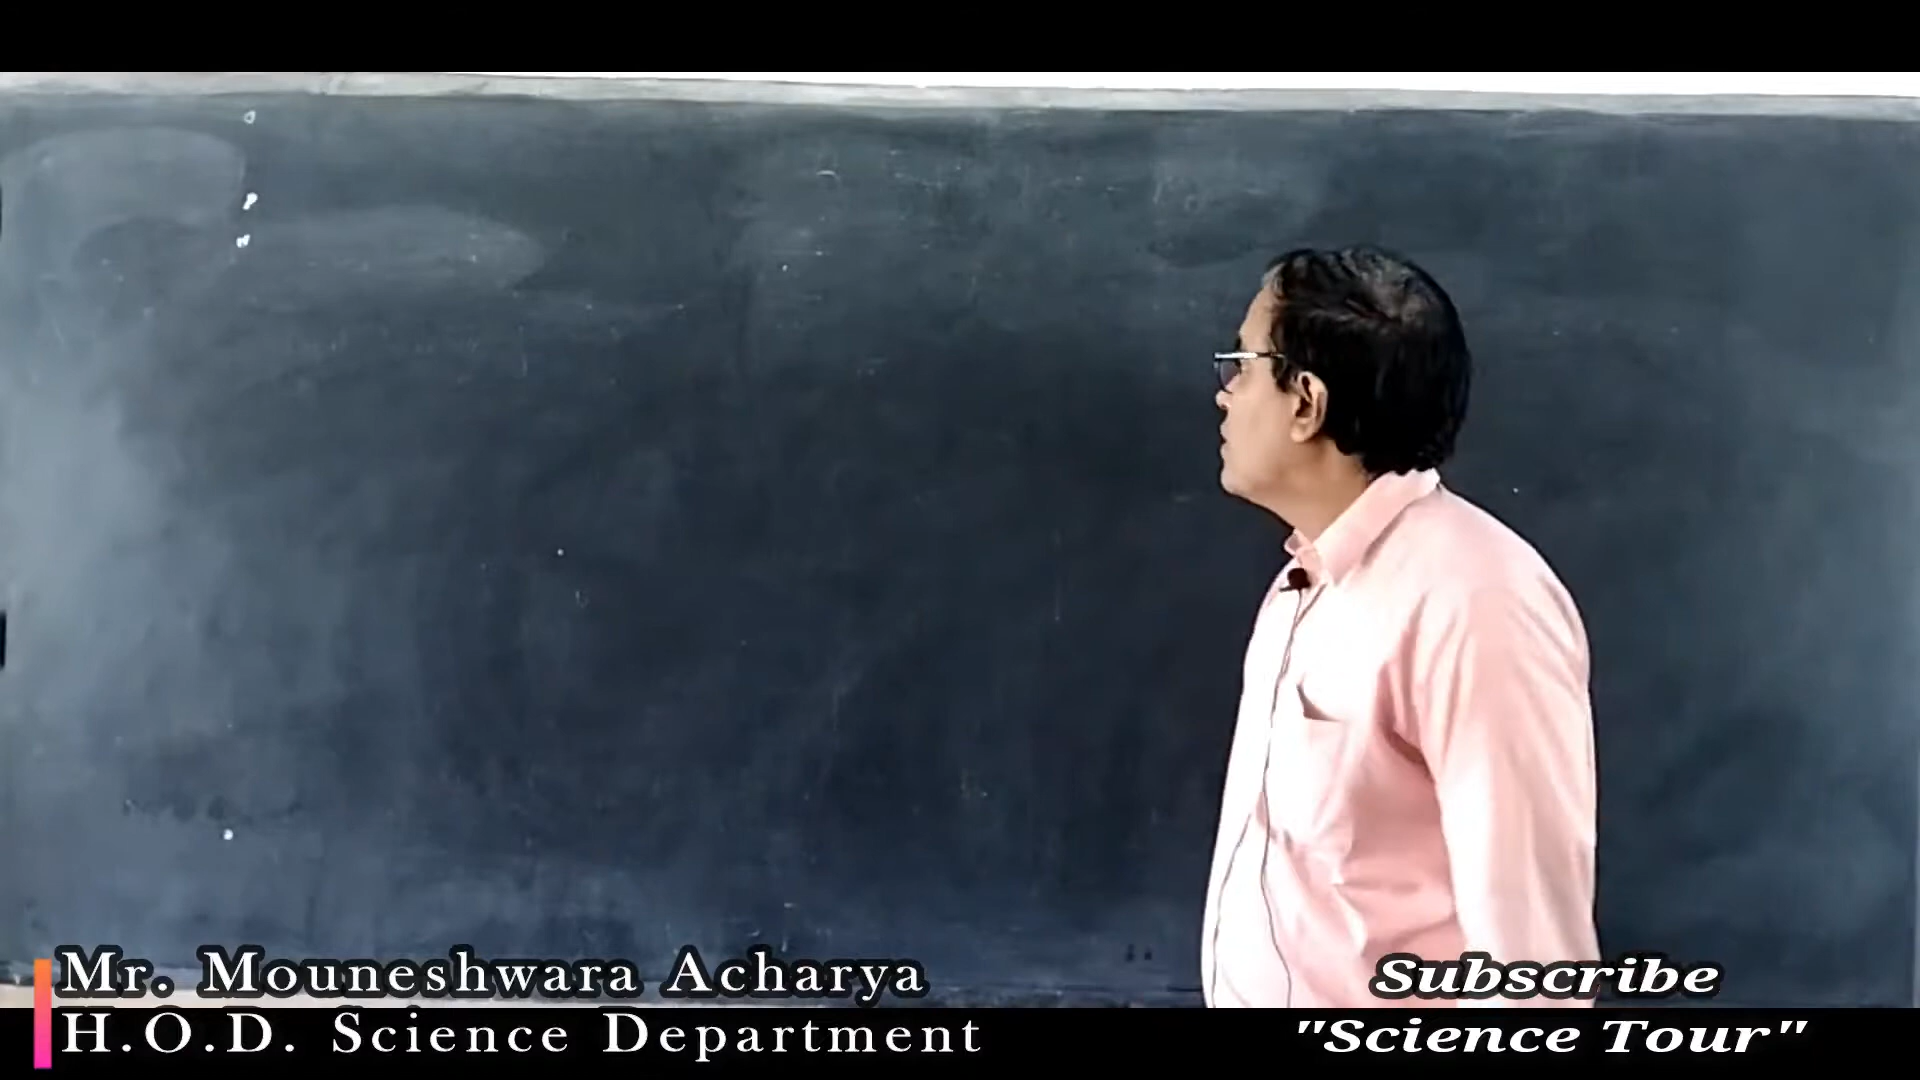 Mr. Mouneshwara Acharya
H.O.D. Science Department
Subscribe
"Science Tour"